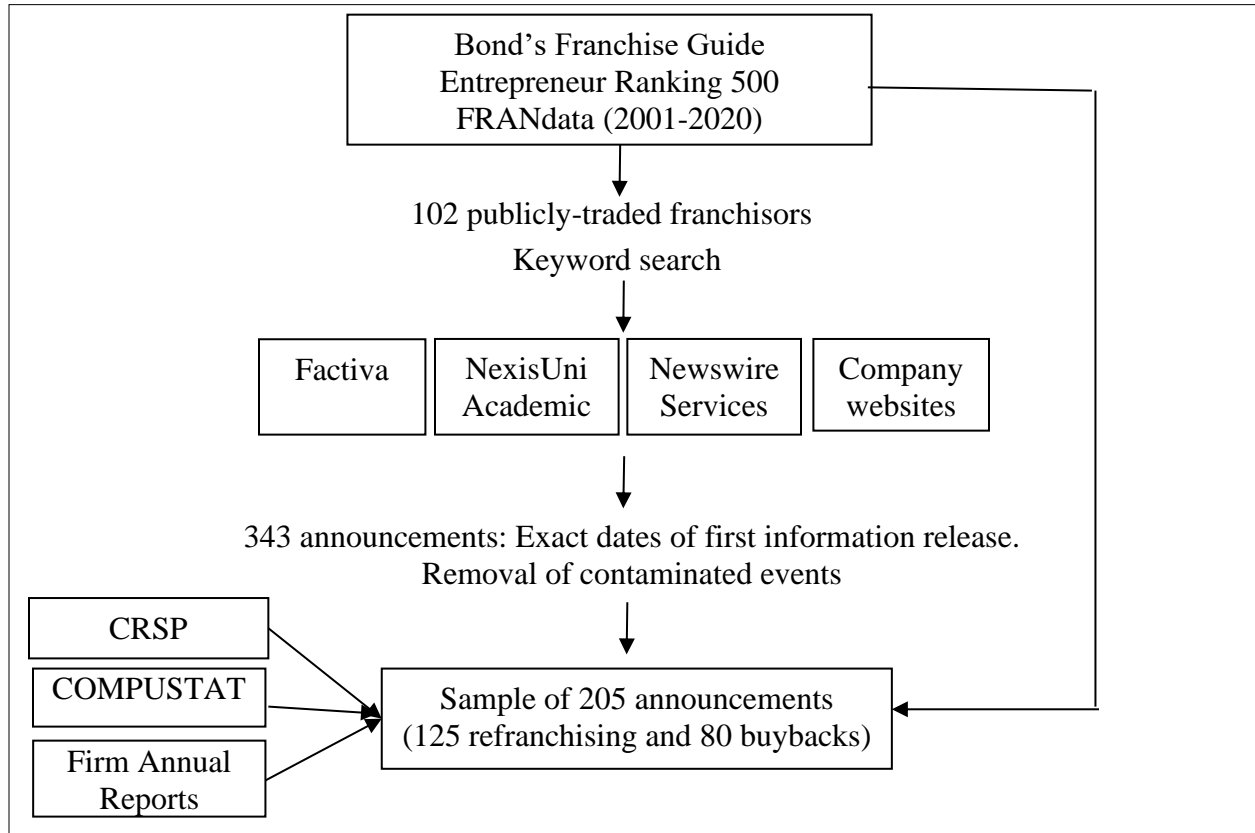 Bond's Franchise Guide
Entrepreneur Ranking 500
FRANdata (2001-2020)
102 publicly-traded franchisors
Keyword search
Factiva
NexisUni
Academic
Newswire
Services
Company
websites
343 announcements: Exact dates of first information release.
Removal of contaminated events
CRSP
COMPUSTAT
Firm Annual
Reports
Sample of 205 announcements
(125 refranchising and 80 buybacks)